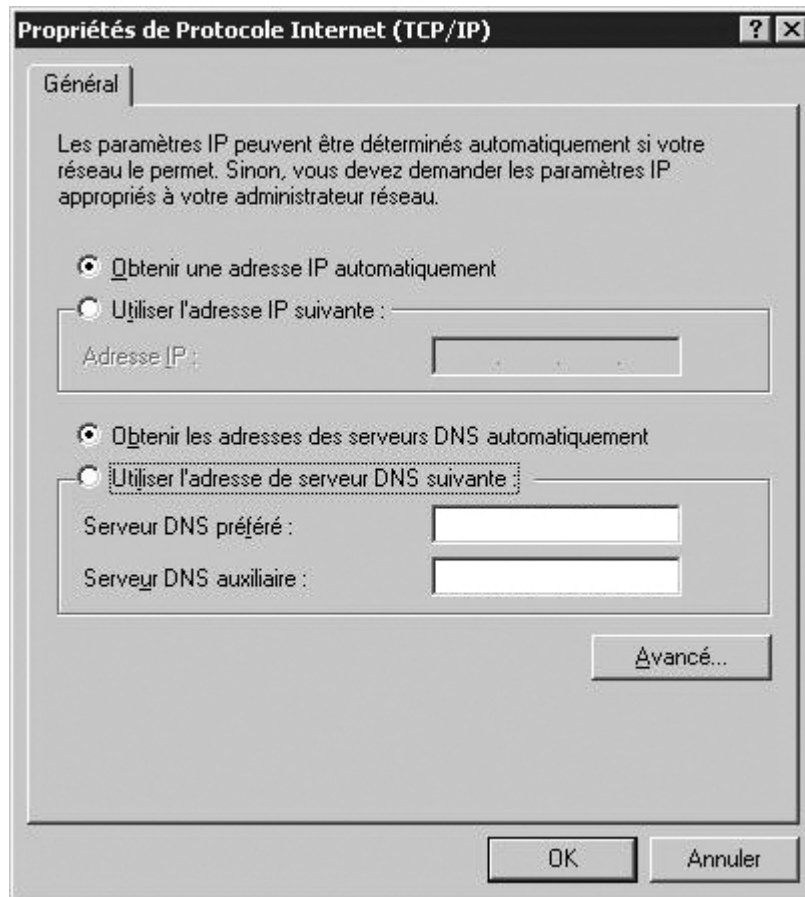 Propriétés de Protocole Internet (TCP/IP)
Général
Les paramètres IP peuvent être déterminés automatiquement si votre
réseau le permet. Sinon, vous devez demander les paramètres IP
appropriés à votre administrateur réseau.
Obtenir une adresse IP automatiquement
Utiliser l'adresse IP suivante :
Adresse IP :
Obtenir les adresses des serveurs DNS automatiquement
Utiliser l'adresse de serveur DNS suivante :
Serveur DNS préféré :
Serveur DNS auxiliaire :
Avancé...
OK Annuler